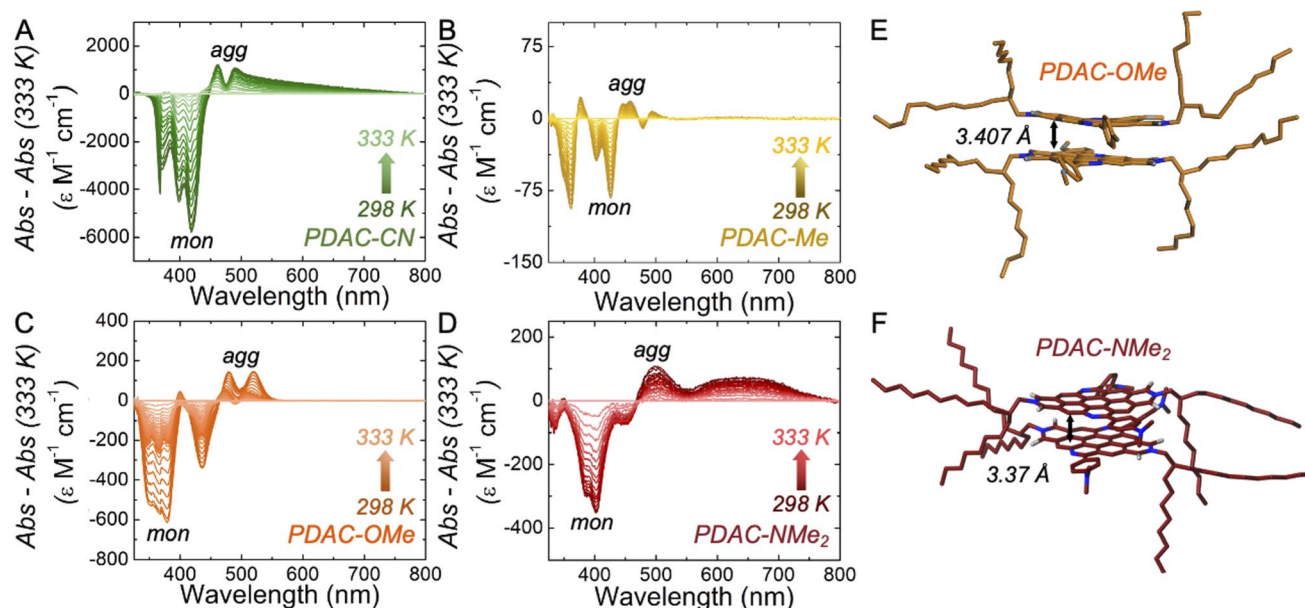 A
Abs - Abs (333 K)
(ε M⁻¹ cm⁻¹)
2000
0
-2000
-4000
-6000
agg
mon
333 K
298 K
PDAC-CN
400 500 600 700 800
Wavelength (nm)
B
Abs - Abs (333 K)
(ε M⁻¹ cm⁻¹)
75
0
-75
-150
agg
mon
333 K
298 K
PDAC-Me
400 500 600 700 800
Wavelength (nm)
E
PDAC-OMe
3.407 Å
C
Abs - Abs (333 K)
(ε M⁻¹ cm⁻¹)
400
200
0
-200
-400
-600
-800
agg
mon
333 K
298 K
PDAC-OMe
400 500 600 700 800
Wavelength (nm)
D
Abs - Abs (333 K)
(ε M⁻¹ cm⁻¹)
200
0
-200
-400
agg
mon
333 K
298 K
PDAC-NMe₂
400 500 600 700 800
Wavelength (nm)
F
PDAC-NMe₂
3.37 Å